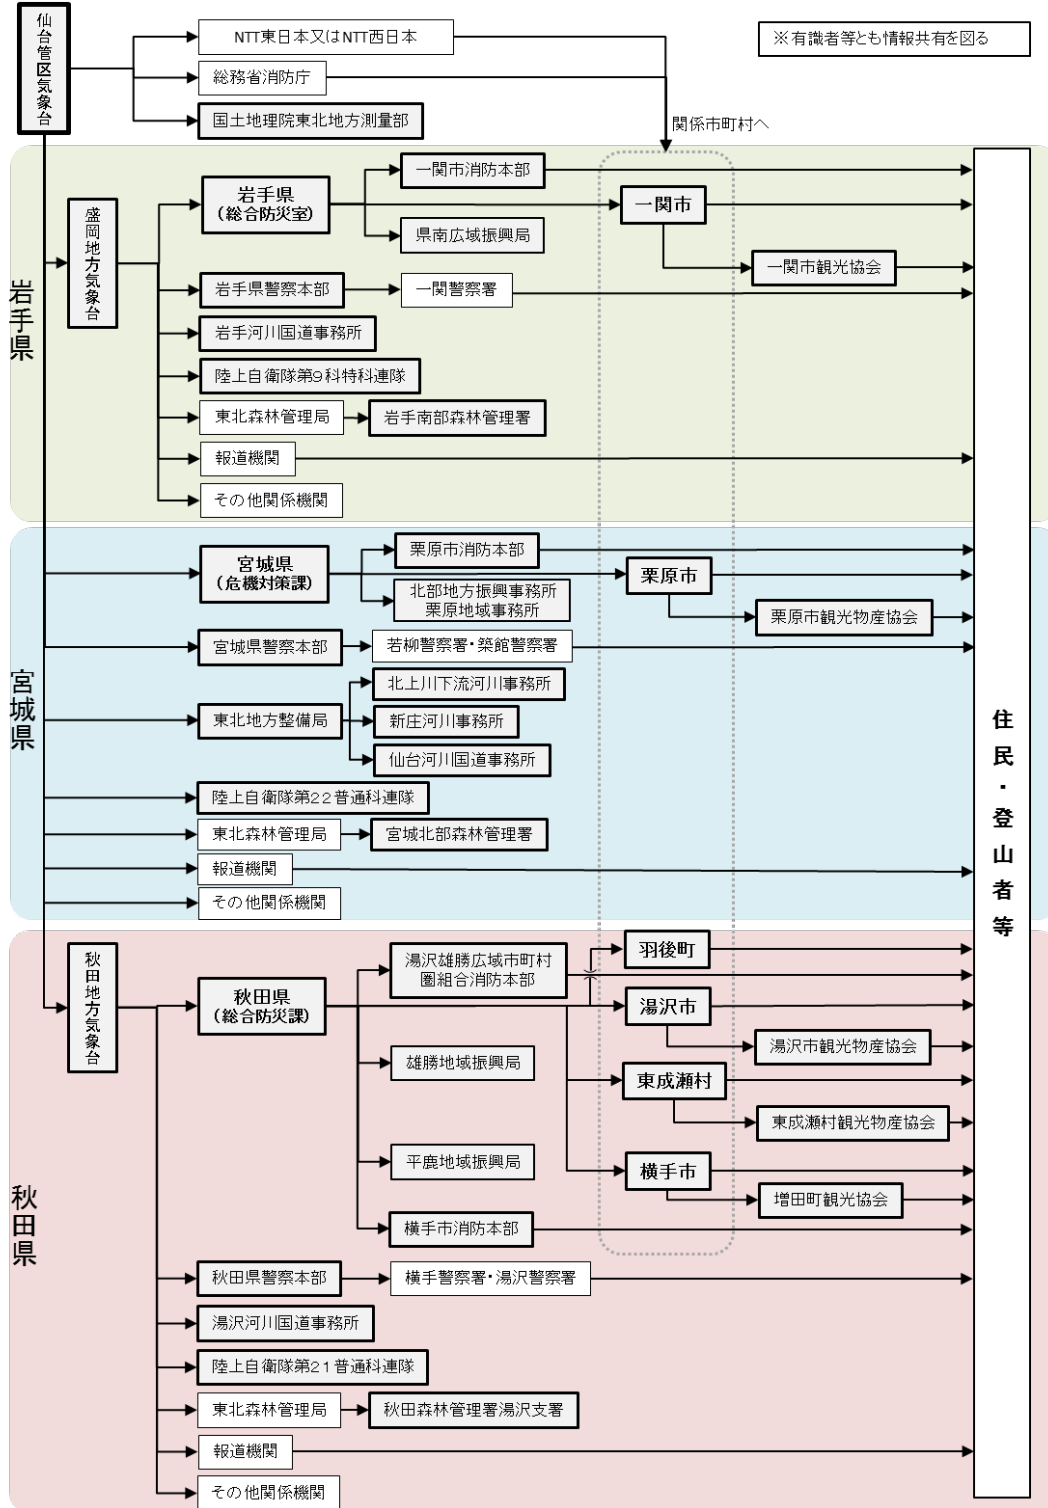 仙台管区気象台
NTT東日本又はNTT西日本
※有識者等とも情報共有を図る
総務省消防庁
国土地理院東北地方測量部
関係市町村へ
岩手県
盛岡地方気象台
岩手県
(総合防災室)
一関市消防本部
一関市
県南広域振興局
一関市観光協会
岩手県警察本部
一関警察署
岩手河川国道事務所
陸上自衛隊第9科特科連隊
東北森林管理局
岩手南部森林管理署
報道機関
その他関係機関
宮城県
宮城県
(危機対策課)
栗原市消防本部
栗原市
北部地方振興事務所
栗原地域事務所
栗原市観光物産協会
宮城県警察本部
若柳警察署・築館警察署
東北地方整備局
北上川下流河川事務所
新庄河川事務所
仙台河川国道事務所
陸上自衛隊第22普通科連隊
東北森林管理局
宮城北部森林管理署
報道機関
その他関係機関
住民・登山者等
秋田県
秋田地方気象台
秋田県
(総合防災課)
湯沢雄勝広域市町村
圏組合消防本部
羽後町
湯沢市
湯沢市観光物産協会
雄勝地域振興局
東成瀬村
東成瀬村観光物産協会
平鹿地域振興局
横手市
増田町観光協会
横手市消防本部
秋田県警察本部
横手警察署・湯沢警察署
湯沢河川国道事務所
陸上自衛隊第21普通科連隊
東北森林管理局
秋田森林管理署湯沢支署
報道機関
その他関係機関